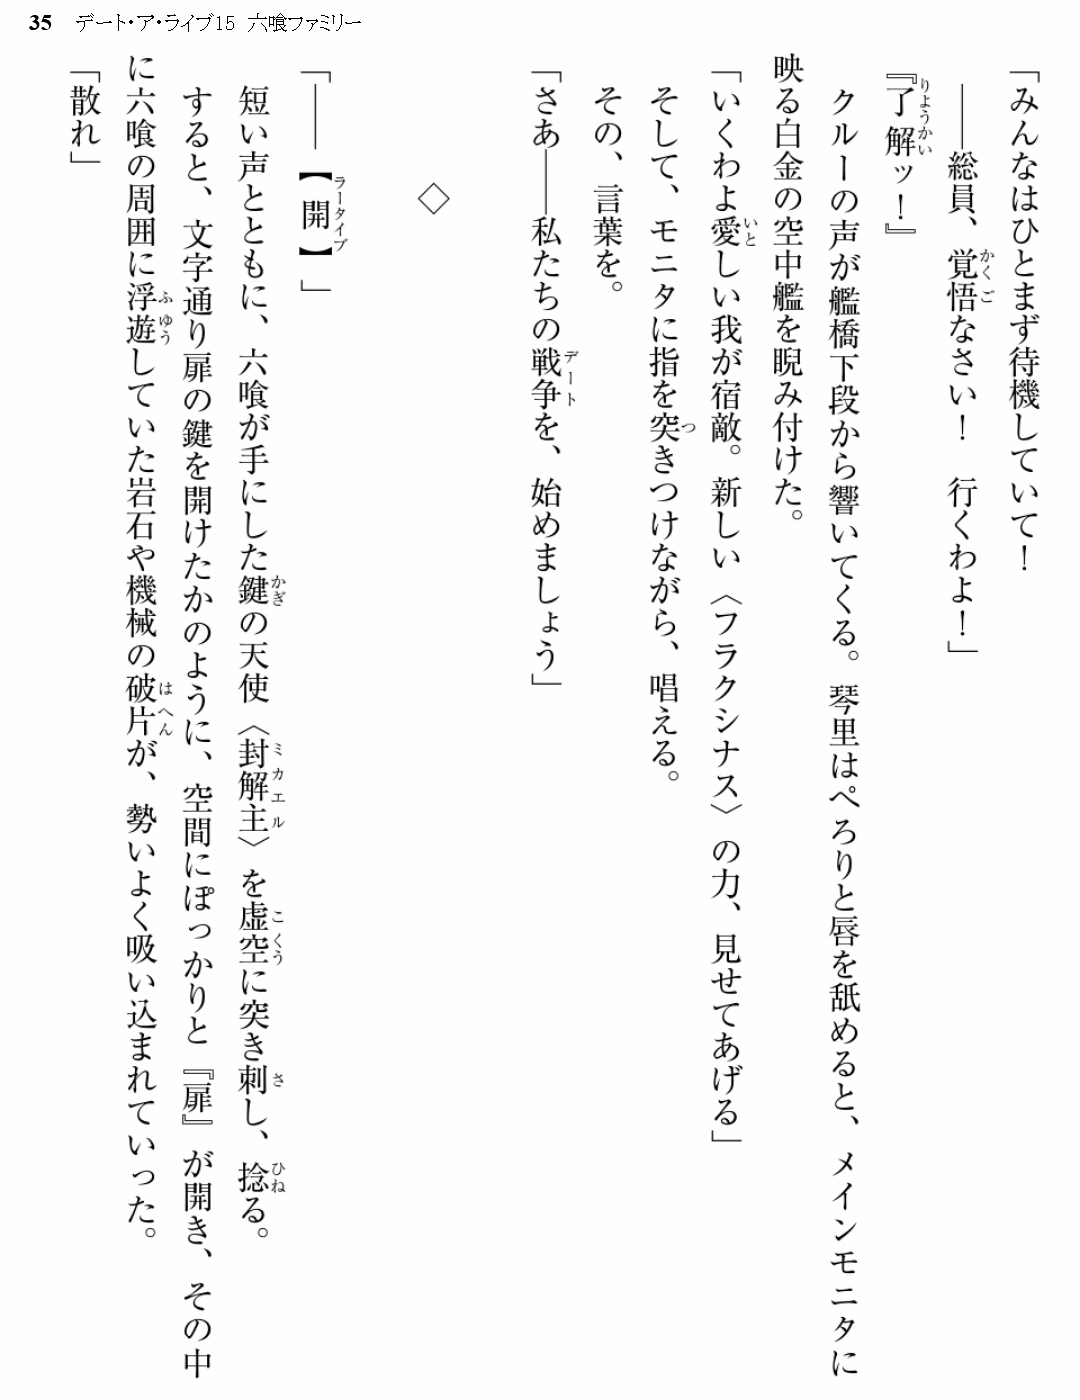 35 デート・ア・ライブ15 六喰ファミリー
「みんなはひとまず待機していて！
――総員、覚悟なさい！　行くわよ！」
『了解ッ！』
クルーの声が艦橋下段から響いてくる。琴里はぺろりと唇を舐めると、メインモニタに
映る白金の空中艦を睨み付けた。
「いくわよ愛しい我が宿敵。新しい〈フラクシナス〉の力、見せてあげる」
そして、モニタに指を突きつけながら、唱える。
その、言葉を。
「さあ――私たちの戦争を、始めましょう」
◇
「――【開】」
短い声とともに、六喰が手にした鍵の天使〈封解主〉を虚空に突き刺し、捻る。
すると、文字通り扉の鍵を開けたかのように、空間にぽっかりと『扉』が開き、その中
に六喰の周囲に浮遊していた岩石や機械の破片が、勢いよく吸い込まれていった。
「散れ」